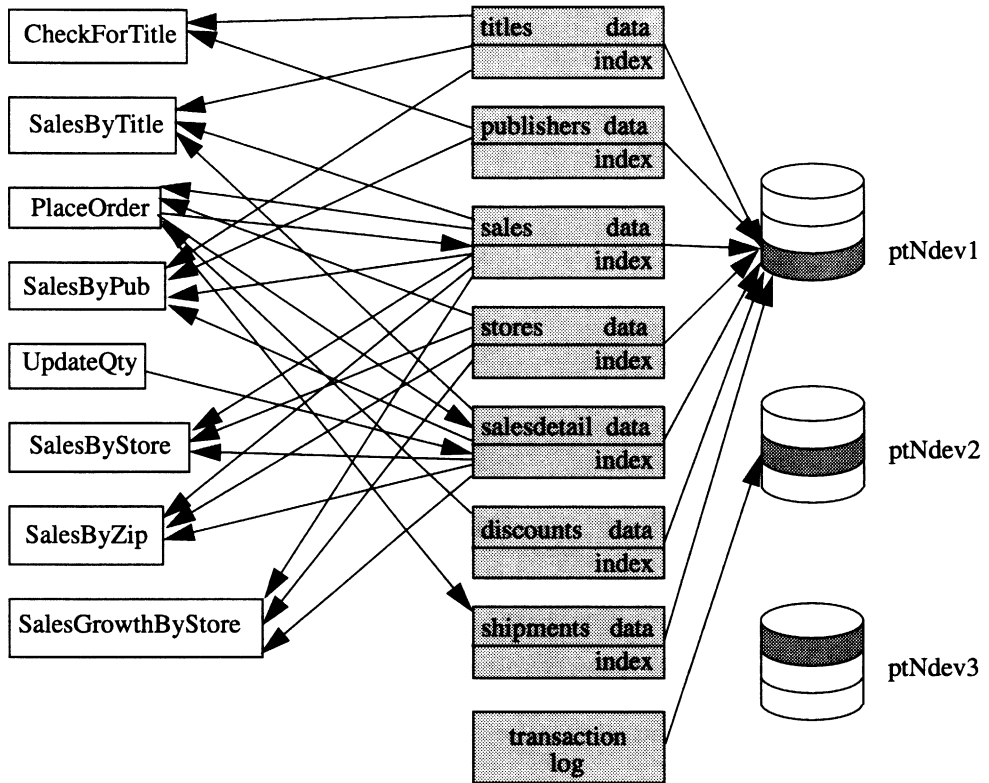 CheckForTitle
SalesByTitle
PlaceOrder
SalesByPub
UpdateQty
SalesByStore
SalesByZip
SalesGrowthByStore
titles data
index
publishers data
index
sales data
index
stores data
index
salesdetail data
index
discounts data
index
shipments data
index
transaction
log
ptNdev1
ptNdev2
ptNdev3